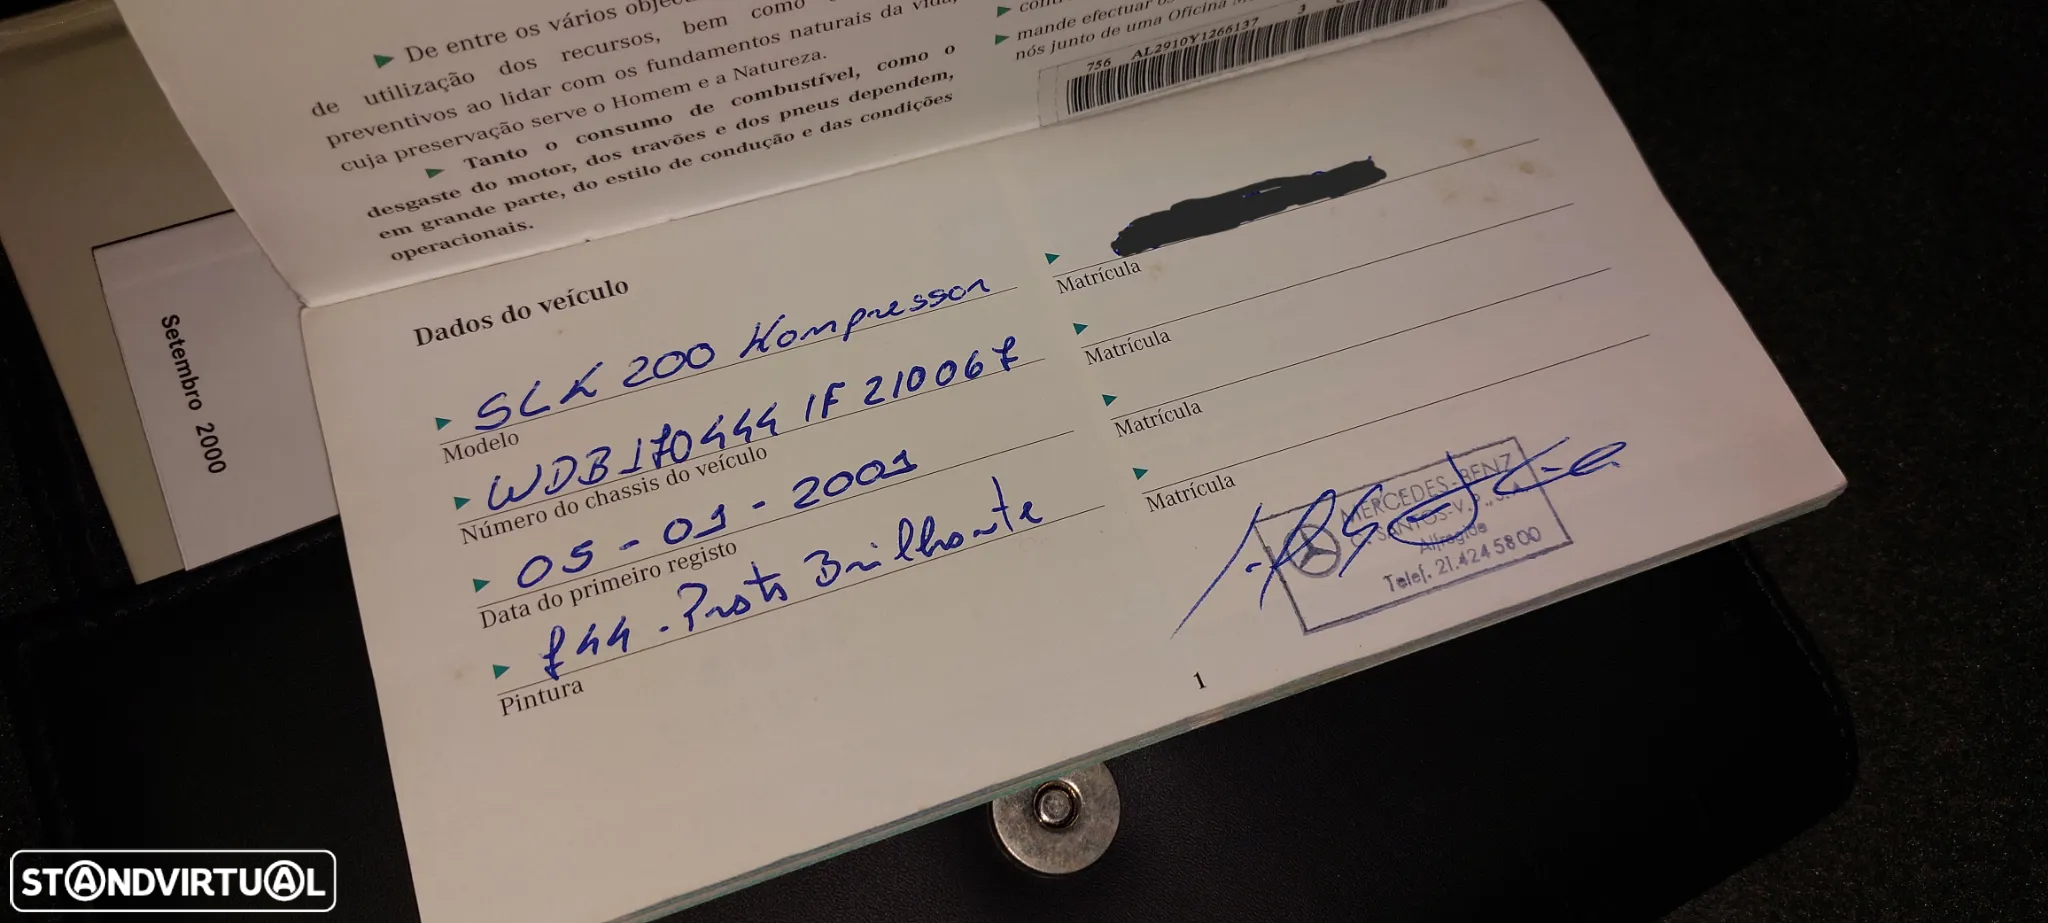 De entre os vários
de utilização dos recursos, bem como
preventivos ao lidar com os fundamentos naturais da vida,
cuja preservação serve o Homem e a Natureza.
Tanto o consumo de combustível, como o
desgaste do motor, dos travões e dos pneus dependem,
em grande parte, do estilo de condução e das condições
operacionais.
mande efectuar
nós junto de uma Oficina
756 AL2910Y1266137 3
Setembro 2000
Dados do veículo
SLK 200 Kompressor
Modelo
WDB170444 1F 210067
Número do chassis do veículo
05-01-2001
Data do primeiro registo
744 - Preto Brilhante
Pintura
Matrícula
Matrícula
Matrícula
Matrícula
MERCEDES-BENZ
SANTOS-V.P., S.A
Alfragide
Telef. 21.424 58 00
1
STANDVIRTUAL